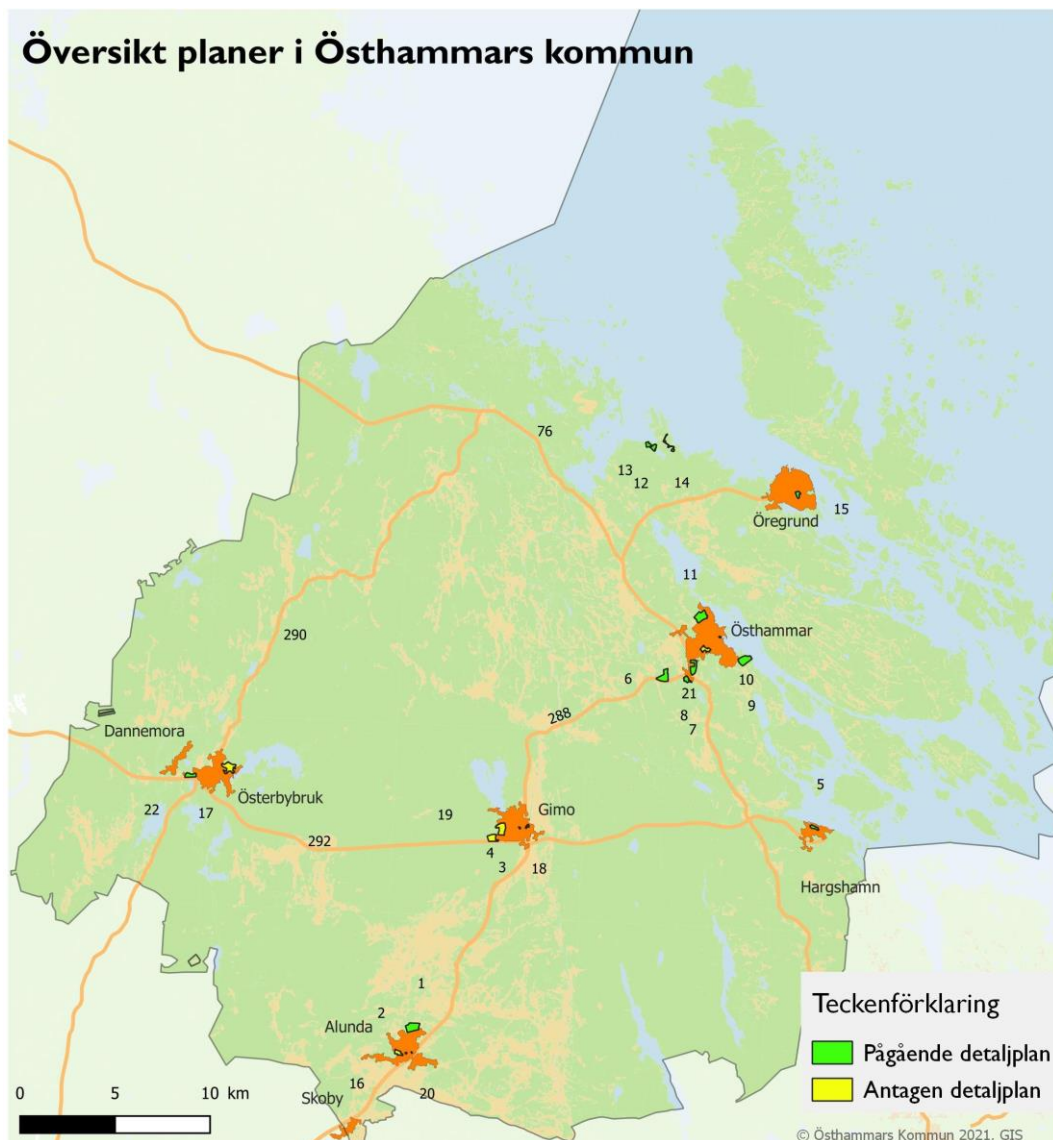 Översikt planer i Östhammars kommun
76
13
12
14
Öregrund
15
11
290
Östhammar
6
21
10
288
8
9
7
Dannemora
5
Österbybruk
22
17
19
Gimo
292
4
3
18
Hargshamn
1
2
Alunda
16
20
Skoby
0 5 10 km
Teckenförklaring
Pågående detaljplan
Antagen detaljplan
© Östhammars Kommun 2021, GIS